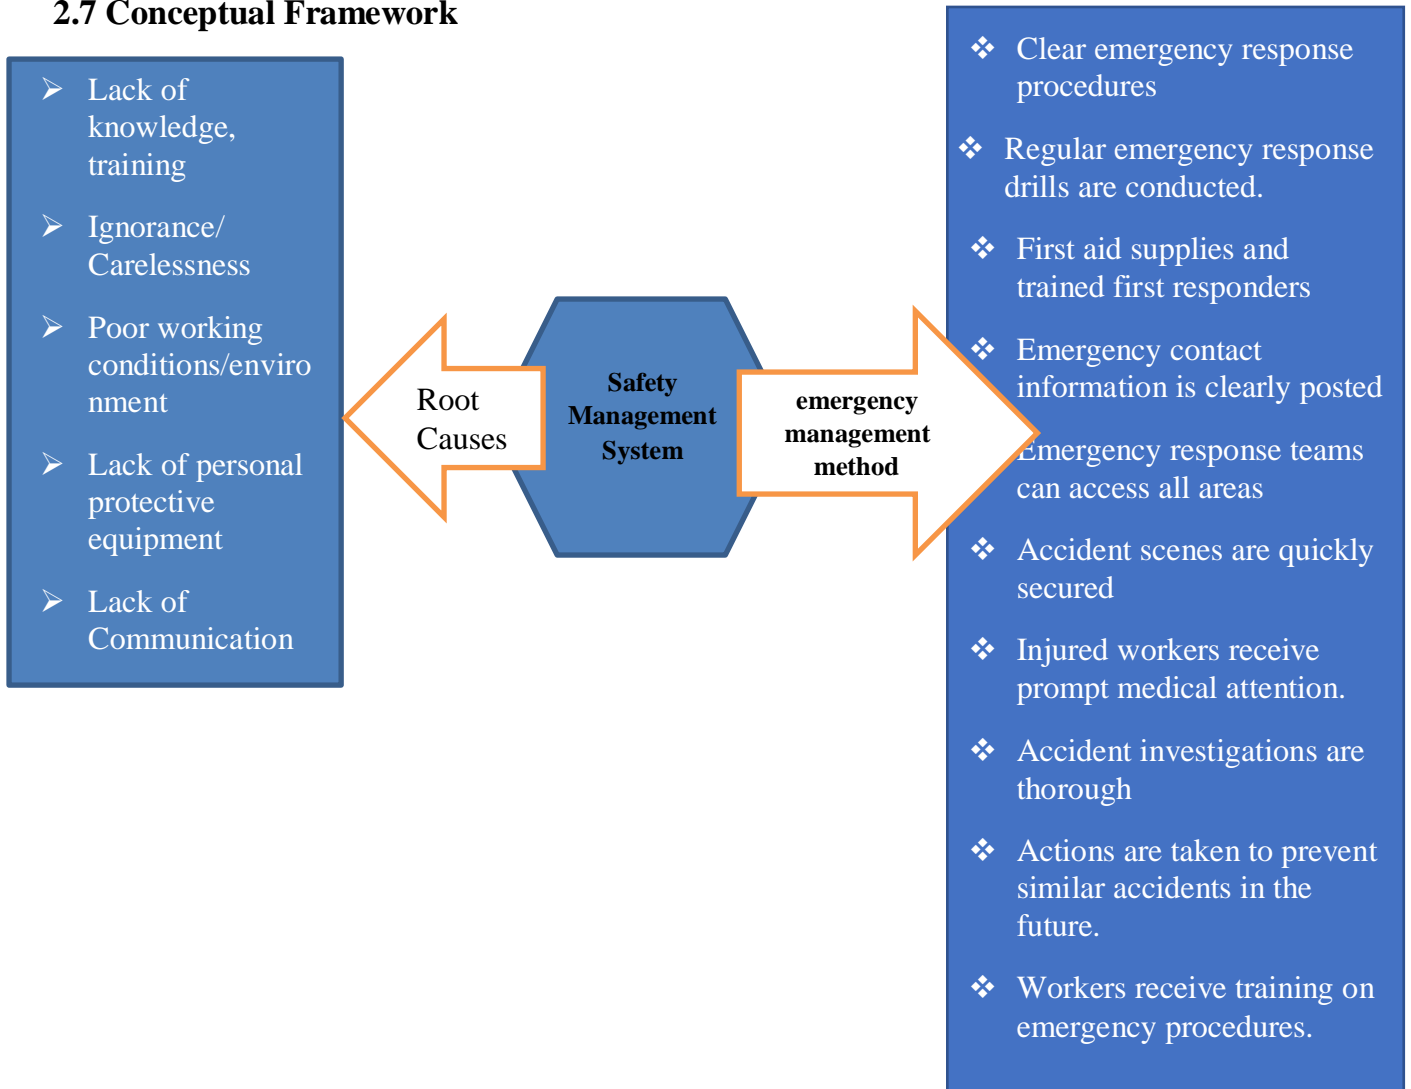 2.7 Conceptual Framework
➢ Lack of
knowledge,
training
➢ Ignorance/
Carelessness
➢ Poor working
conditions/enviro
nment
➢ Lack of personal
protective
equipment
➢ Lack of
Communication
Root
Causes
Safety
Management
System
emergency
management
method
❖ Clear emergency response
procedures
❖ Regular emergency response
drills are conducted.
❖ First aid supplies and
trained first responders
❖ Emergency contact
information is clearly posted
Emergency response teams
can access all areas
❖ Accident scenes are quickly
secured
❖ Injured workers receive
prompt medical attention.
❖ Accident investigations are
thorough
❖ Actions are taken to prevent
similar accidents in the
future.
❖ Workers receive training on
emergency procedures.